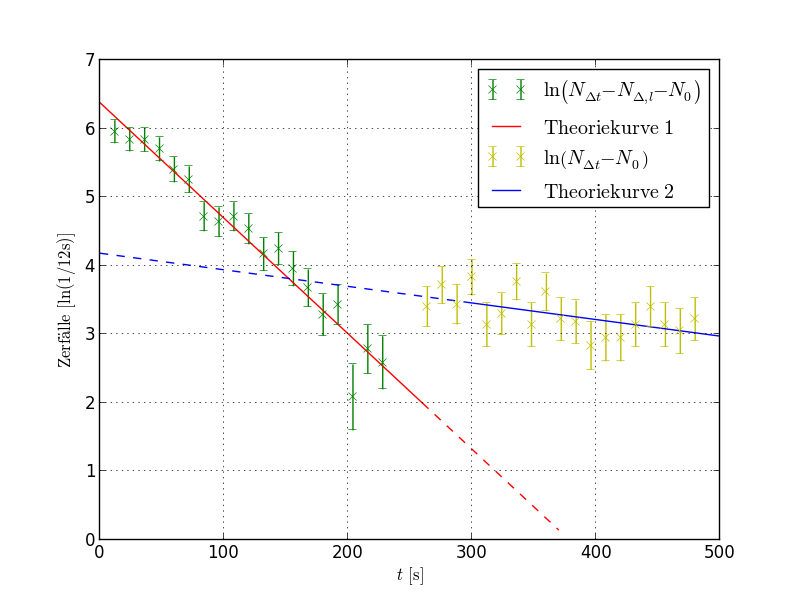 7
6
5
4
3
2
1
0
0 100 200 300 400 500
Zerfälle [ln(1/12s)]
t [s]
ln(N_Δt−N_Δ,l−N_0)
Theoriekurve 1
ln(N_Δt−N_0)
Theoriekurve 2